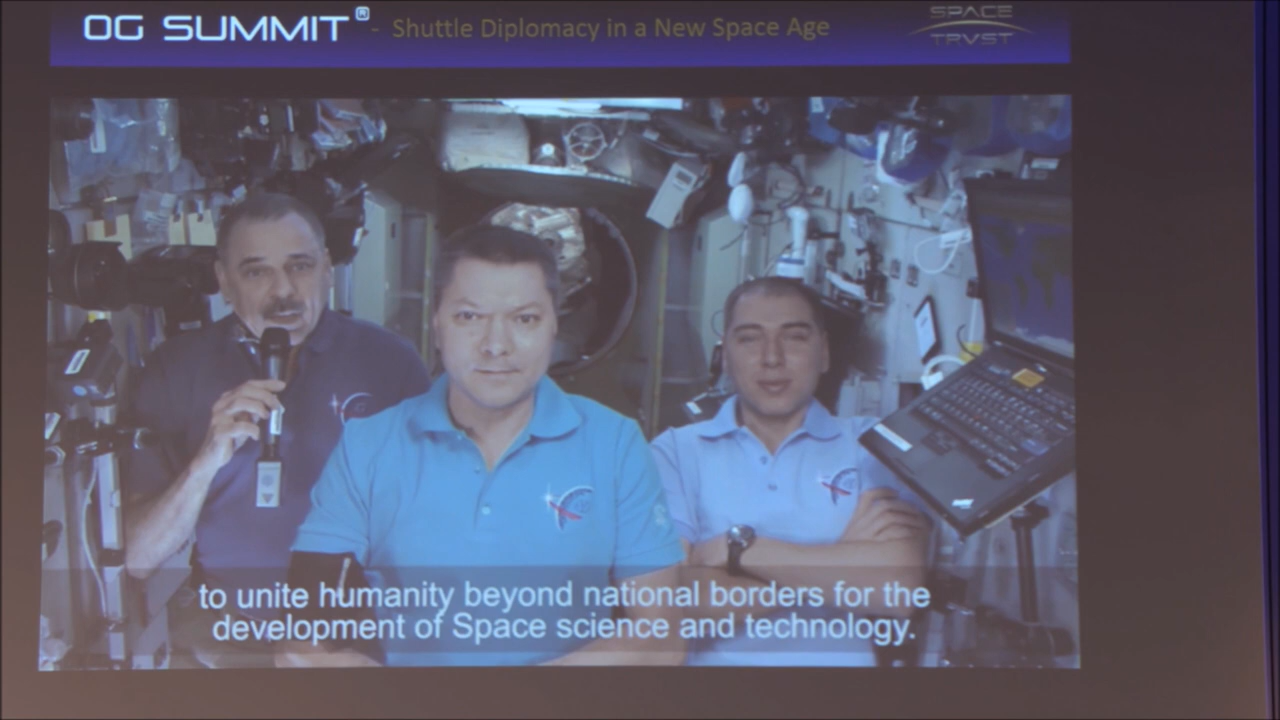 0G SUMMIT® - Shuttle Diplomacy in a New Space Age
SPACE
TRVST
to unite humanity beyond national borders for the
development of Space science and technology.